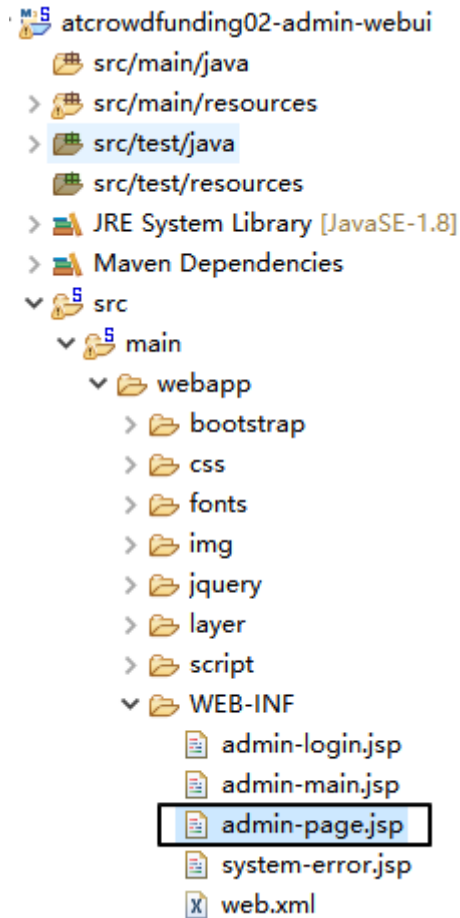 atcrowdfunding02-admin-webui
src/main/java
src/main/resources
src/test/java
src/test/resources
JRE System Library [JavaSE-1.8]
Maven Dependencies
src
main
webapp
bootstrap
css
fonts
img
jquery
layer
script
WEB-INF
admin-login.jsp
admin-main.jsp
admin-page.jsp
system-error.jsp
web.xml